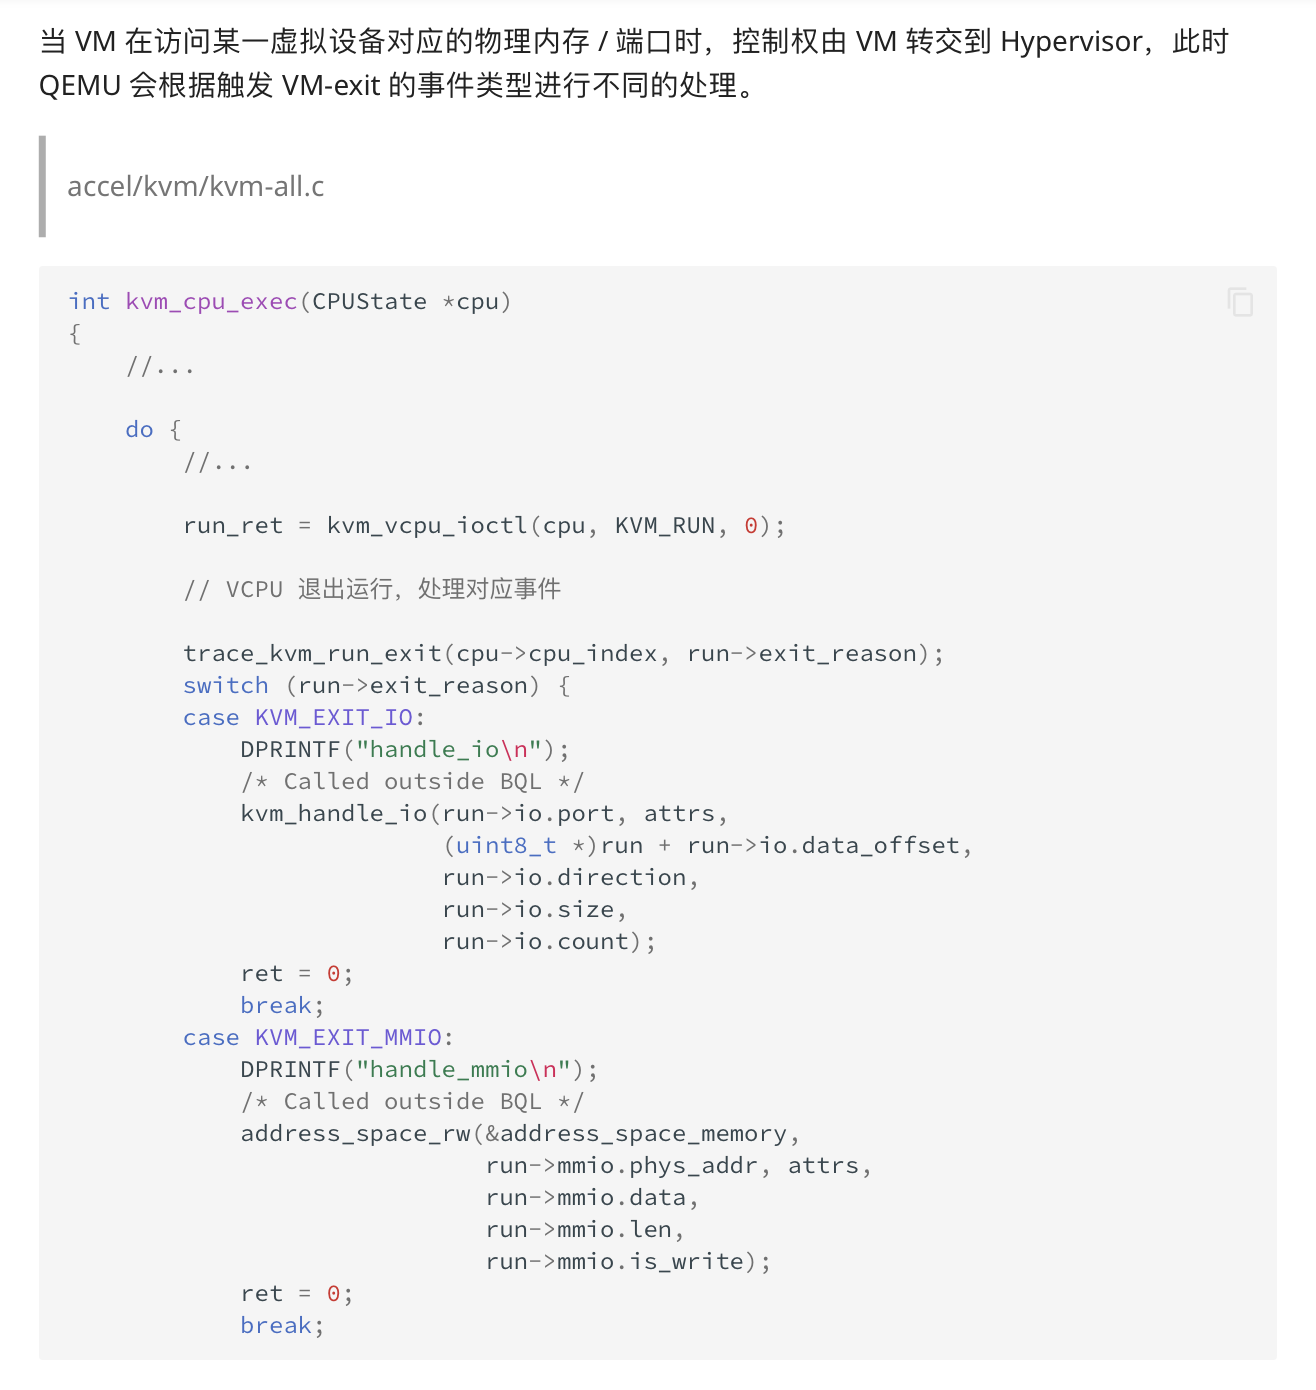 当 VM 在访问某一虚拟设备对应的物理内存 / 端口时，控制权由 VM 转交到 Hypervisor，此时
QEMU 会根据触发 VM-exit 的事件类型进行不同的处理。
accel/kvm/kvm-all.c
int kvm_cpu_exec(CPUState *cpu)
{
    //...
    do {
        //...
        run_ret = kvm_vcpu_ioctl(cpu, KVM_RUN, 0);
        // VCPU 退出运行，处理对应事件
        trace_kvm_run_exit(cpu->cpu_index, run->exit_reason);
        switch (run->exit_reason) {
        case KVM_EXIT_IO:
            DPRINTF("handle_io\n");
            /* Called outside BQL */
            kvm_handle_io(run->io.port, attrs,
                          (uint8_t *)run + run->io.data_offset,
                          run->io.direction,
                          run->io.size,
                          run->io.count);
            ret = 0;
            break;
        case KVM_EXIT_MMIO:
            DPRINTF("handle_mmio\n");
            /* Called outside BQL */
            address_space_rw(&address_space_memory,
                             run->mmio.phys_addr, attrs,
                             run->mmio.data,
                             run->mmio.len,
                             run->mmio.is_write);
            ret = 0;
            break;